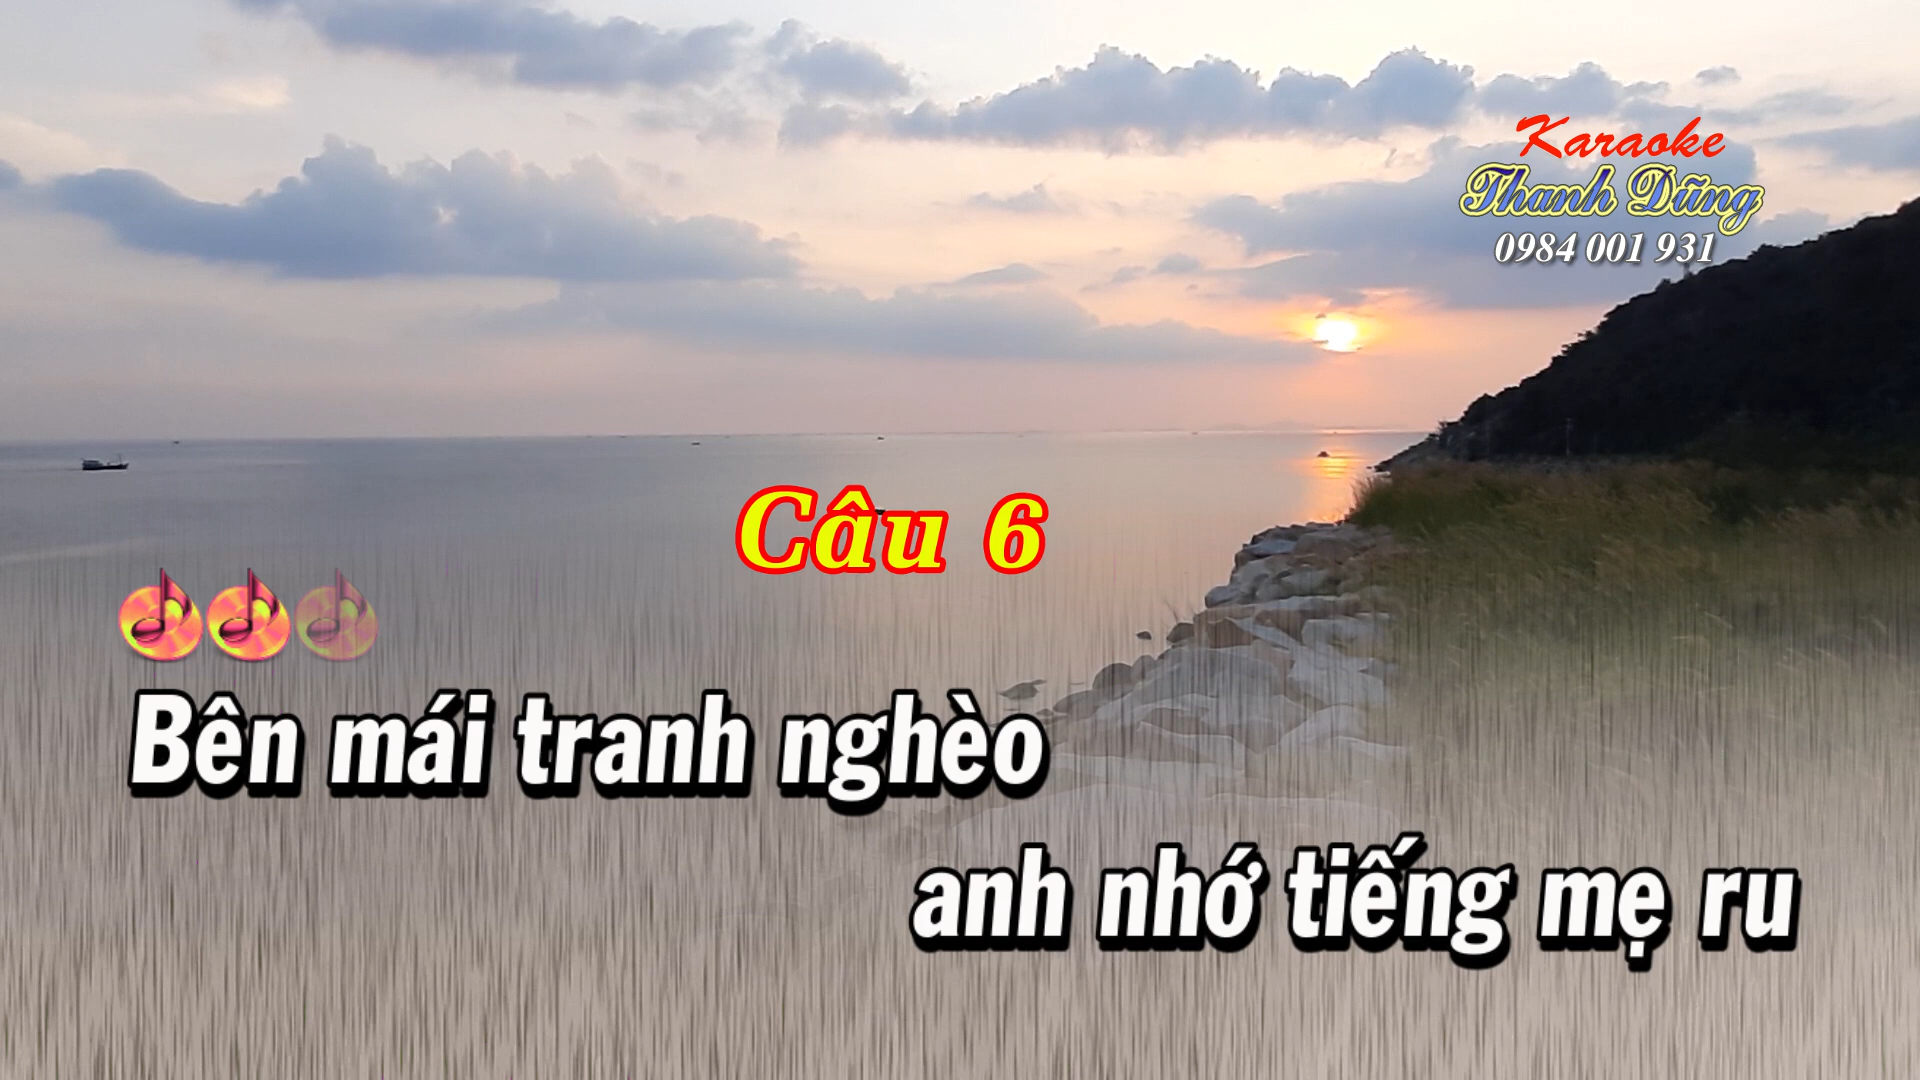 Karaoke
Thanh Dũng
0984 001 931
Câu 6
Bên mái tranh nghèo
anh nhớ tiếng mẹ ru